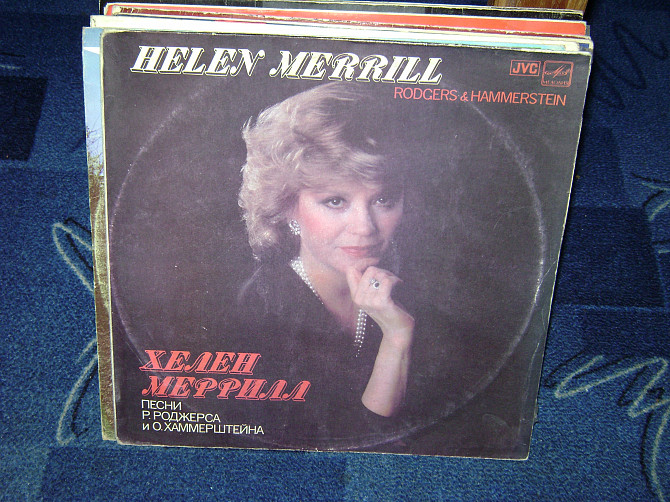 HELEN MERRILL
JVC
RODGERS & HAMMERSTEIN
ХЕЛЕН
МЕРРИЛЛ
ПЕСНИ
Р. РОДЖЕРСА
и О. ХАММЕРШТЕЙНА